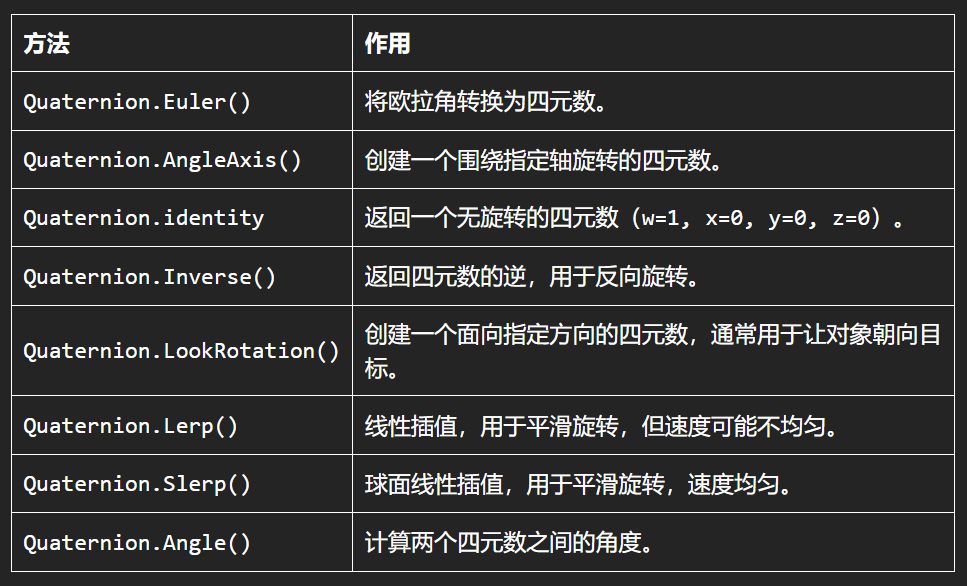 方法 作用
Quaternion.Euler() 将欧拉角转换为四元数。
Quaternion.AngleAxis() 创建一个围绕指定轴旋转的四元数。
Quaternion.identity 返回一个无旋转的四元数（w=1, x=0, y=0, z=0）。
Quaternion.Inverse() 返回四元数的逆，用于反向旋转。
Quaternion.LookRotation() 创建一个面向指定方向的四元数，通常用于让对象朝向目
标。
Quaternion.Lerp() 线性插值，用于平滑旋转，但速度可能不均匀。
Quaternion.Slerp() 球面线性插值，用于平滑旋转，速度均匀。
Quaternion.Angle() 计算两个四元数之间的角度。